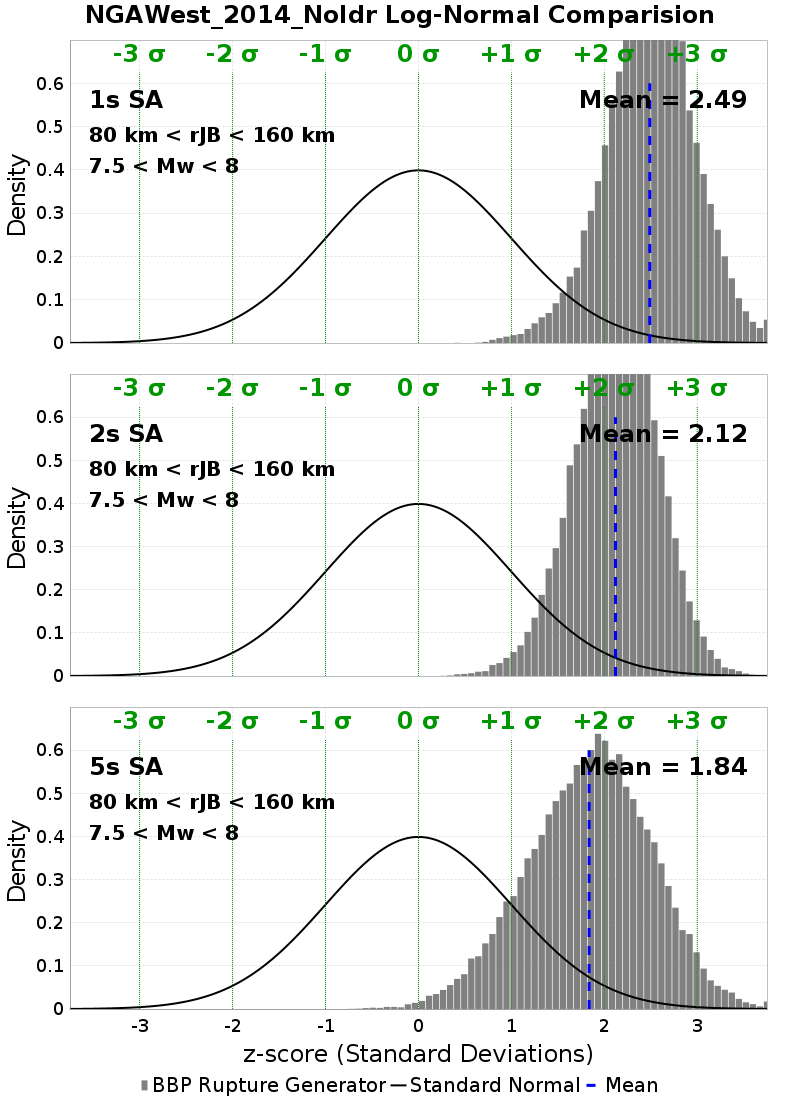 NGAWest_2014_NoIdr Log-Normal Comparision
-3 σ -2 σ -1 σ 0 σ +1 σ +2 σ +3 σ
1s SA
Mean = 2.49
80 km < rJB < 160 km
7.5 < Mw < 8
Density
0.6
0.5
0.4
0.3
0.2
0.1
0
-3 σ -2 σ -1 σ 0 σ +1 σ +2 σ +3 σ
2s SA
Mean = 2.12
80 km < rJB < 160 km
7.5 < Mw < 8
Density
0.6
0.5
0.4
0.3
0.2
0.1
0
-3 σ -2 σ -1 σ 0 σ +1 σ +2 σ +3 σ
5s SA
Mean = 1.84
80 km < rJB < 160 km
7.5 < Mw < 8
Density
0.6
0.5
0.4
0.3
0.2
0.1
0
-3 -2 -1 0 1 2 3
z-score (Standard Deviations)
BBP Rupture Generator Standard Normal Mean